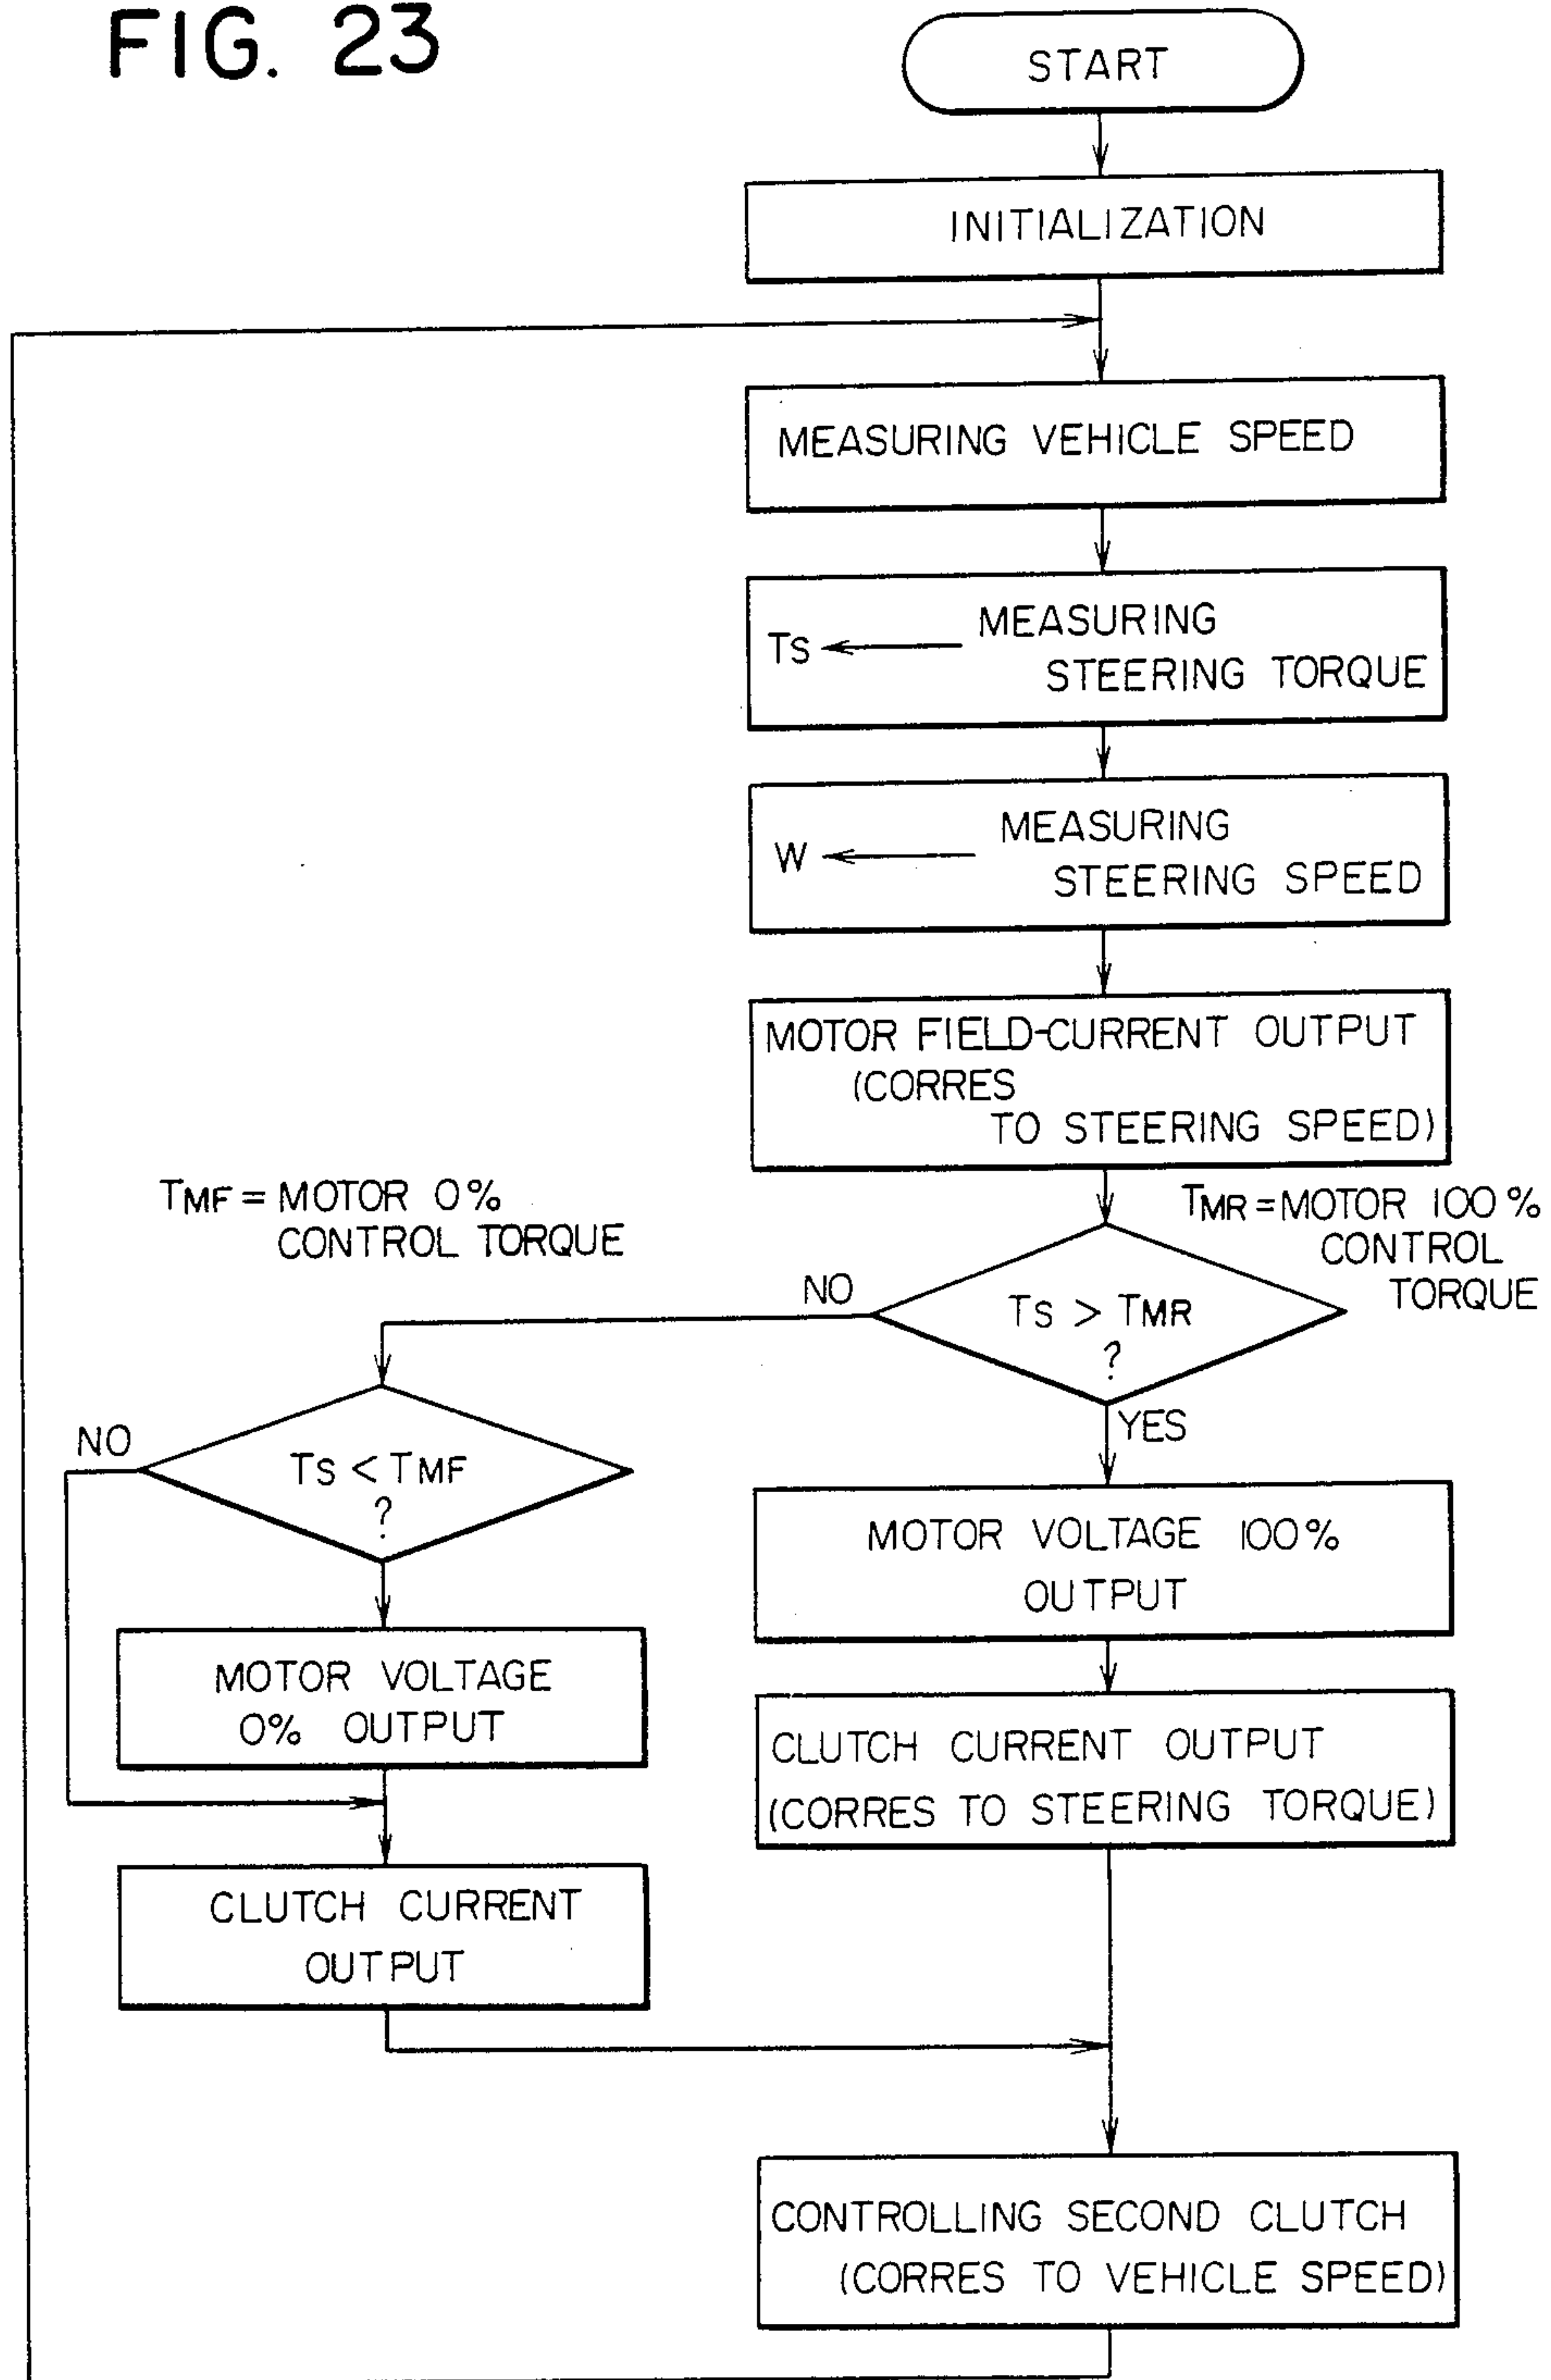 FIG. 23
START
INITIALIZATION
MEASURING VEHICLE SPEED
TS
MEASURING
STEERING TORQUE
W
MEASURING
STEERING SPEED
MOTOR FIELD-CURRENT OUTPUT
(CORRES
TO STEERING SPEED)
TMF = MOTOR 0%
CONTROL TORQUE
TMR = MOTOR 100%
CONTROL
TORQUE
NO
TS > TMR
?
YES
NO
TS < TMF
?
MOTOR VOLTAGE 100%
OUTPUT
MOTOR VOLTAGE
0% OUTPUT
CLUTCH CURRENT OUTPUT
(CORRES TO STEERING TORQUE)
CLUTCH CURRENT
OUTPUT
CONTROLLING SECOND CLUTCH
(CORRES TO VEHICLE SPEED)